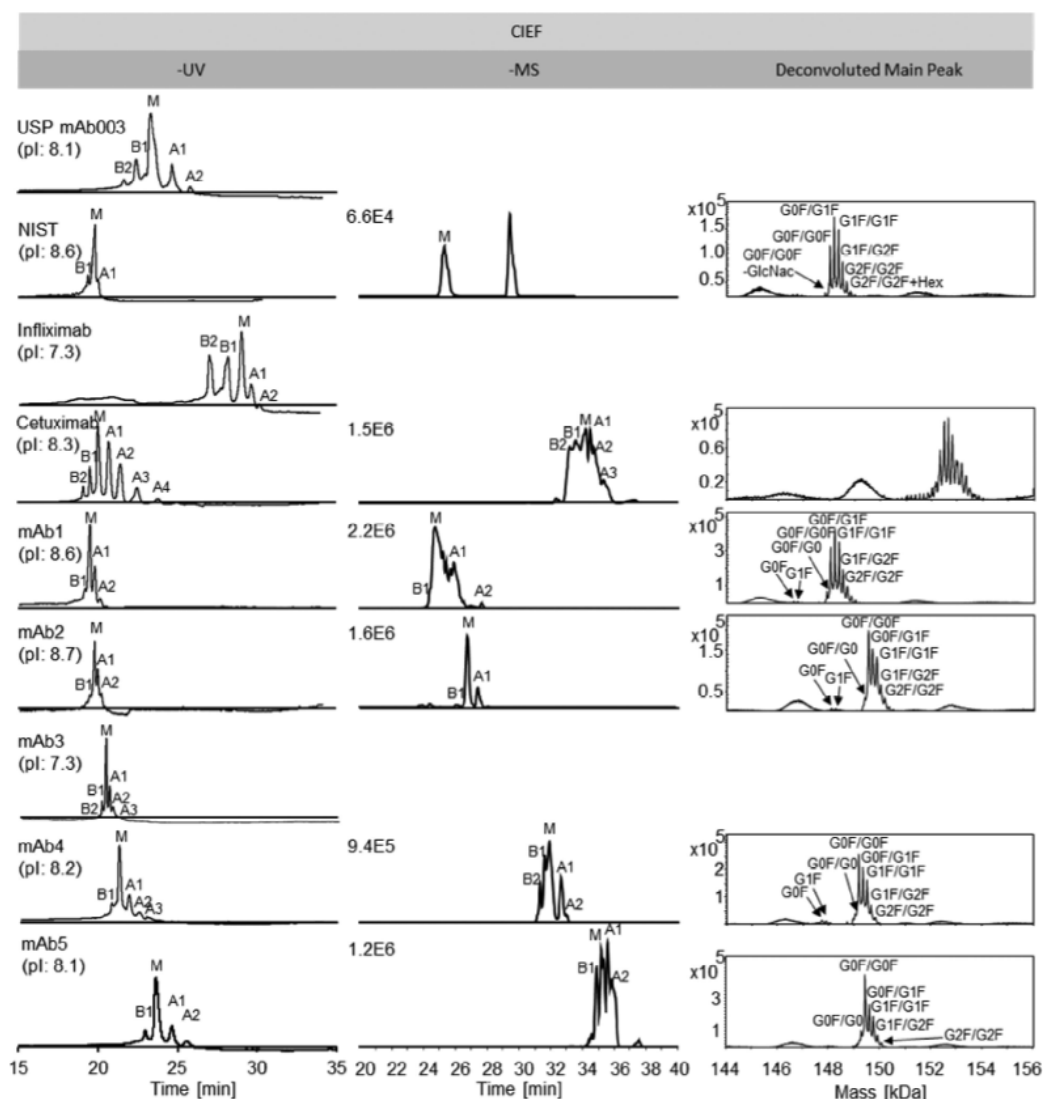 CIEF
-UV -MS Deconvoluted Main Peak
USP mAb003
(pI: 8.1)
B2 B1 M A1 A2
NIST
(pI: 8.6)
B1 M A1
6.6E4
M
x10^5
1.5
1.0
0.5
G0F/G1F
G1F/G1F
G0F/G0F
G1F/G2F
G0F/G0F
-GlcNac
G2F/G2F
G2F/G2F+Hex
Infliximab
(pI: 7.3)
B2 B1 M A1 A2
Cetuximab
(pI: 8.3)
B2 B1 M A1 A2 A3 A4
1.5E6
B2 B1 M A1 A2 A3
x10^5
0.6
0.2
mAb1
(pI: 8.6)
B1 M A1 A2
2.2E6
B1 M A1 A2
x10^5
3
1
G0F/G1F
G0F/G0F G1F/G1F
G0F/G0
G1F/G2F
G0F
G1F
G2F/G2F
mAb2
(pI: 8.7)
B1 M A1 A2
1.6E6
B1 M A1
x10^5
1.5
0.5
G0F/G0F
G0F/G1F
G0F/G0
G1F/G1F
G0F
G1F
G1F/G2F
G2F/G2F
mAb3
(pI: 7.3)
B2 B1 M A1 A2 A3
mAb4
(pI: 8.2)
B1 M A1 A2 A3
9.4E5
B2 B1 M A1 A2
x10^5
2
1
G0F/G0F
G0F/G0
G0F/G1F
G1F
G1F/G1F
G0F
G1F/G2F
G2F/G2F
mAb5
(pI: 8.1)
B1 M A1 A2
1.2E6
B1 M A1 A2
x10^5
3
1
G0F/G0F
G0F/G1F
G1F/G1F
G0F/G0
G1F/G2F
G2F/G2F
15 20 25 30 35
Time [min]
20 22 24 26 28 30 32 34 36 38 40
Time [min]
144 146 148 150 152 154 156
Mass [kDa]